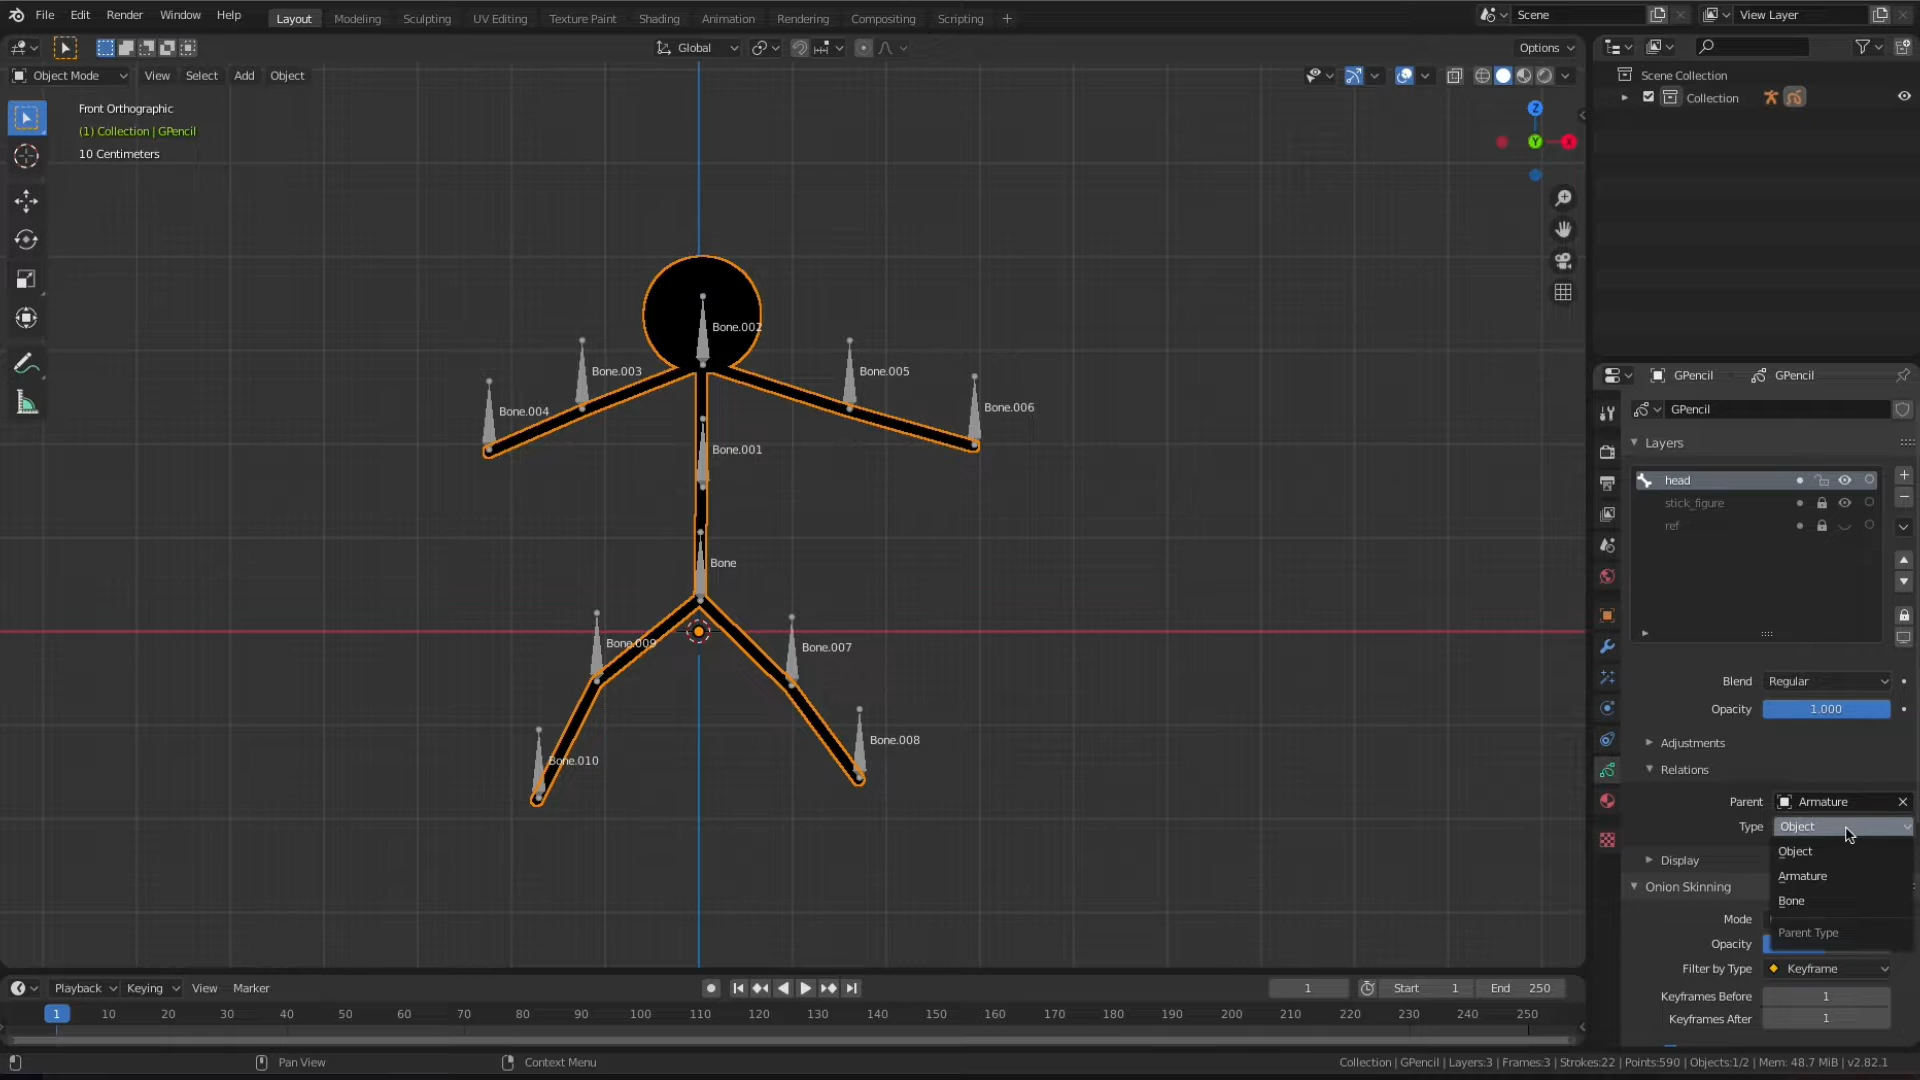 File Edit Render Window Help Layout Modeling Sculpting UV Editing Texture Paint Shading Animation Rendering Compositing Scripting + Scene View Layer
Global Options
Object Mode View Select Add Object
Front Orthographic
(1) Collection | GPencil
10 Centimeters
Z
Y
X
Bone.002
Bone.003
Bone.005
Bone.004
Bone.006
Bone.001
Bone
Bone.009
Bone.007
Bone.008
Bone.010
Scene Collection
Collection
GPencil GPencil
GPencil
Layers
head
stick_figure
ref
Blend Regular
Opacity 1.000
Adjustments
Relations
Parent Armature
Type Object
Object
Display
Armature
Onion Skinning
Bone
Mode
Parent Type
Opacity
Filter by Type Keyframe
Keyframes Before 1
Keyframes After 1
Playback Keying View Marker 1 Start 1 End 250
1 10 20 30 40 50 60 70 80 90 100 110 120 130 140 150 160 170 180 190 200 210 220 230 240 250
Pan View Context Menu Collection | GPencil | Layers:3 | Frames:3 | Strokes:22 | Points:590 | Objects:1/2 | Mem: 48.7 MiB | v2.82.1